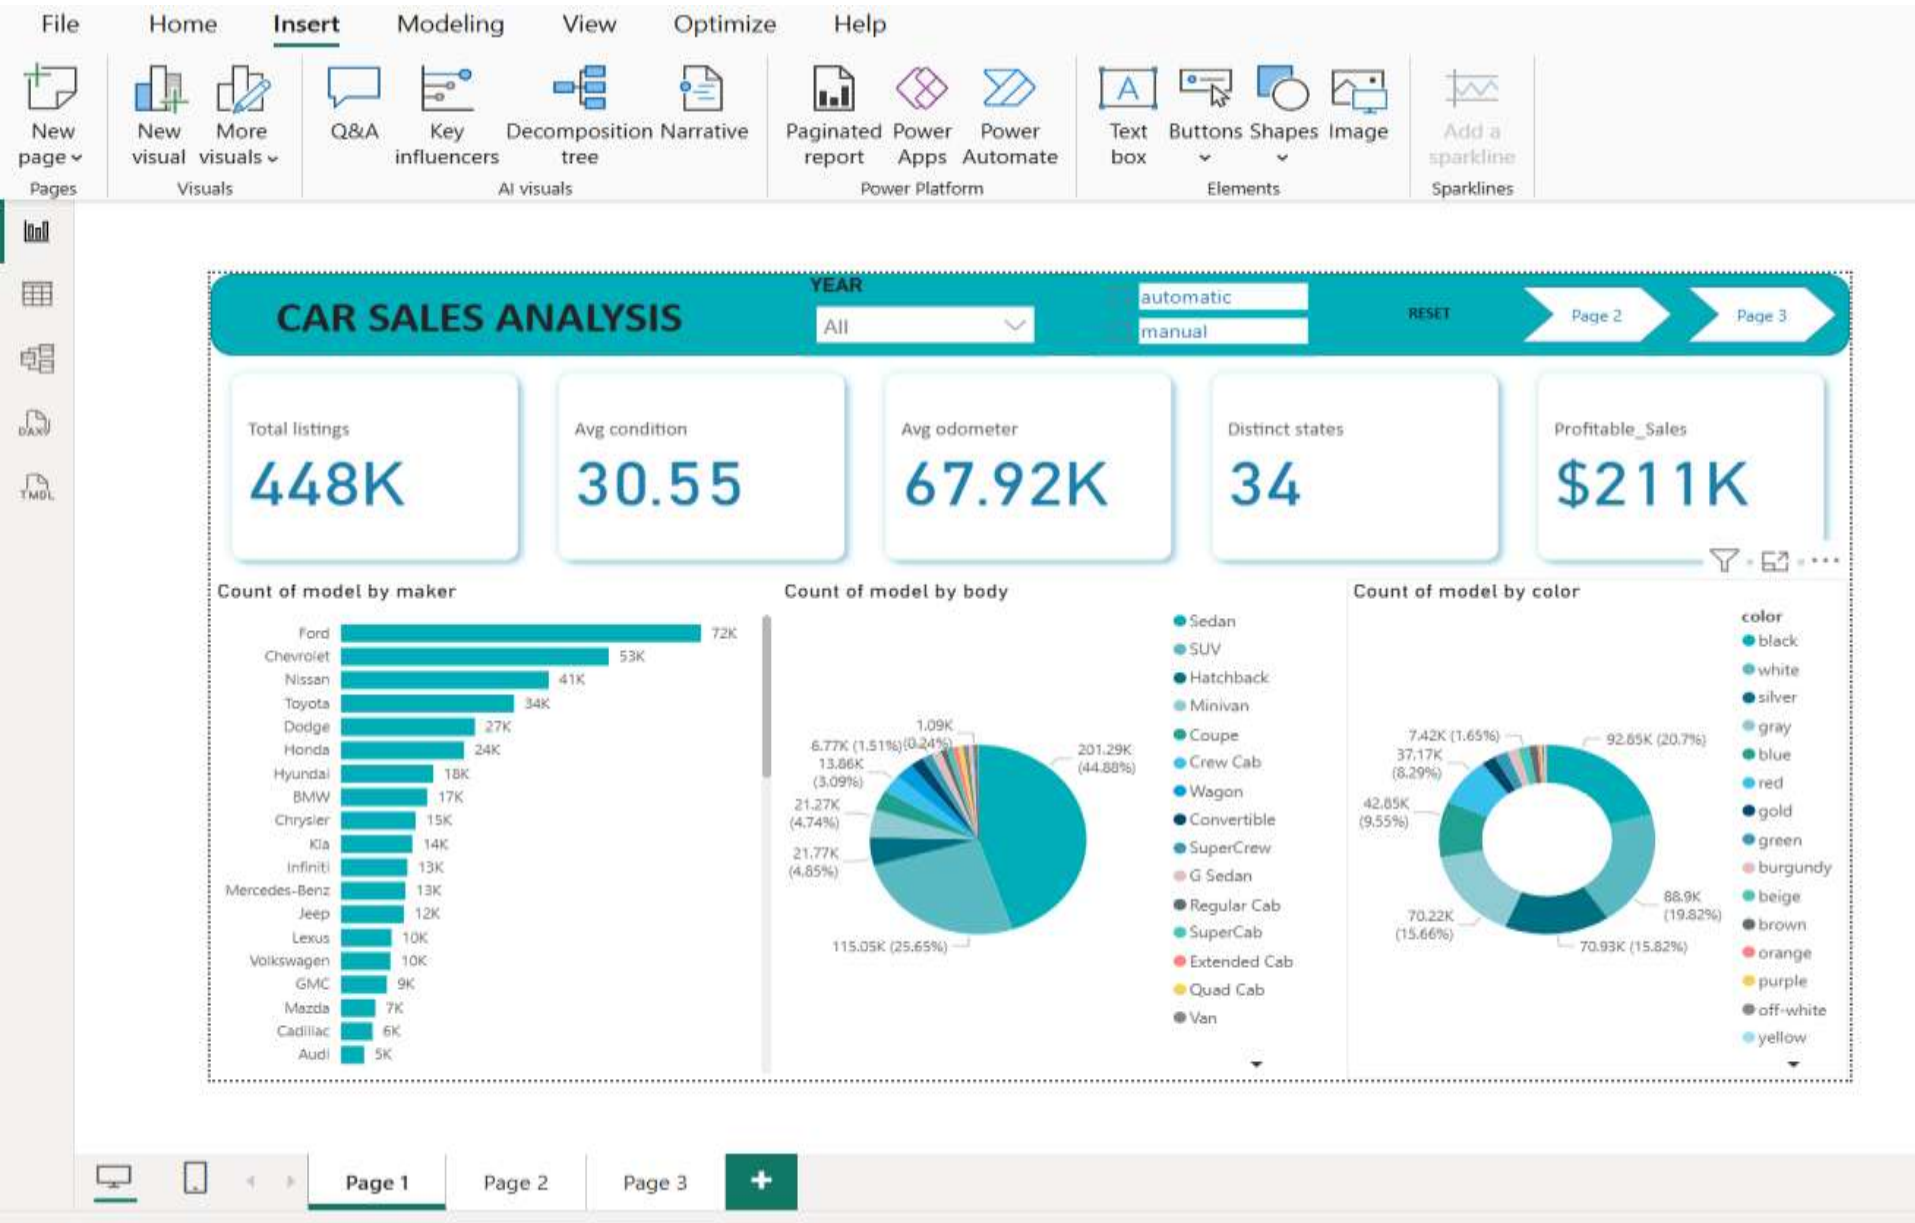 File Home Insert Modeling View Optimize Help
New page
New visual
More visuals
Q&A
Key influencers
Decomposition tree
Narrative
Paginated report
Power Apps
Power Automate
Text box
Buttons
Shapes
Image
Add a sparkline
Pages
Visuals
AI visuals
Power Platform
Elements
Sparklines
DAX
TMDL
CAR SALES ANALYSIS
YEAR
All
automatic
manual
RESET
Page 2
Page 3
Total listings
448K
Avg condition
30.55
Avg odometer
67.92K
Distinct states
34
Profitable_Sales
$211K
Count of model by maker
Ford 72K
Chevrolet 53K
Nissan 41K
Toyota 34K
Dodge 27K
Honda 24K
Hyundai 18K
BMW 17K
Chrysler 15K
Kia 14K
Infiniti 13K
Mercedes-Benz 13K
Jeep 12K
Lexus 10K
Volkswagen 10K
GMC 9K
Mazda 7K
Cadillac 6K
Audi 5K
Count of model by body
1.09K
(0.24%)
6.77K (1.51%)
13.86K
(3.09%)
21.27K
(4.74%)
21.77K
(4.85%)
115.05K (25.65%)
201.29K
(44.88%)
Sedan
SUV
Hatchback
Minivan
Coupe
Crew Cab
Wagon
Convertible
SuperCrew
G Sedan
Regular Cab
SuperCab
Extended Cab
Quad Cab
Van
Count of model by color
7.42K (1.65%)
37.17K
(8.29%)
42.85K
(9.55%)
70.22K
(15.66%)
70.93K (15.82%)
88.9K
(19.82%)
92.85K (20.7%)
color
black
white
silver
gray
blue
red
gold
green
burgundy
beige
brown
orange
purple
off-white
yellow
Page 1
Page 2
Page 3